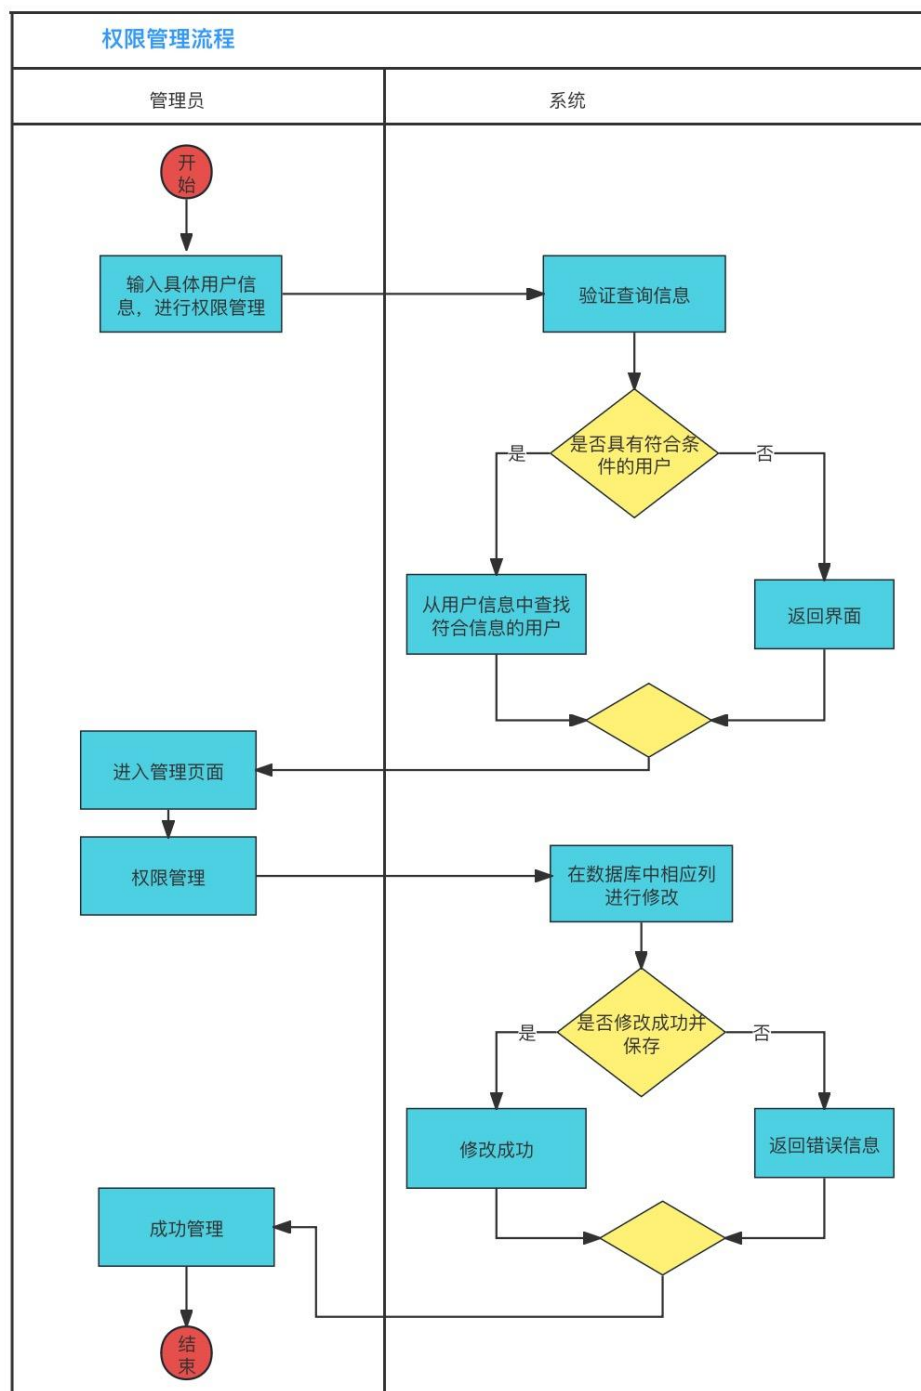 权限管理流程
管理员
系统
开
始
输入具体用户信
息，进行权限管理
验证查询信息
是否具有符合条
件的用户
是
否
从用户信息中查找
符合信息的用户
返回界面
进入管理页面
权限管理
在数据库中相应列
进行修改
是否修改成功并
保存
是
否
修改成功
返回错误信息
成功管理
结
束